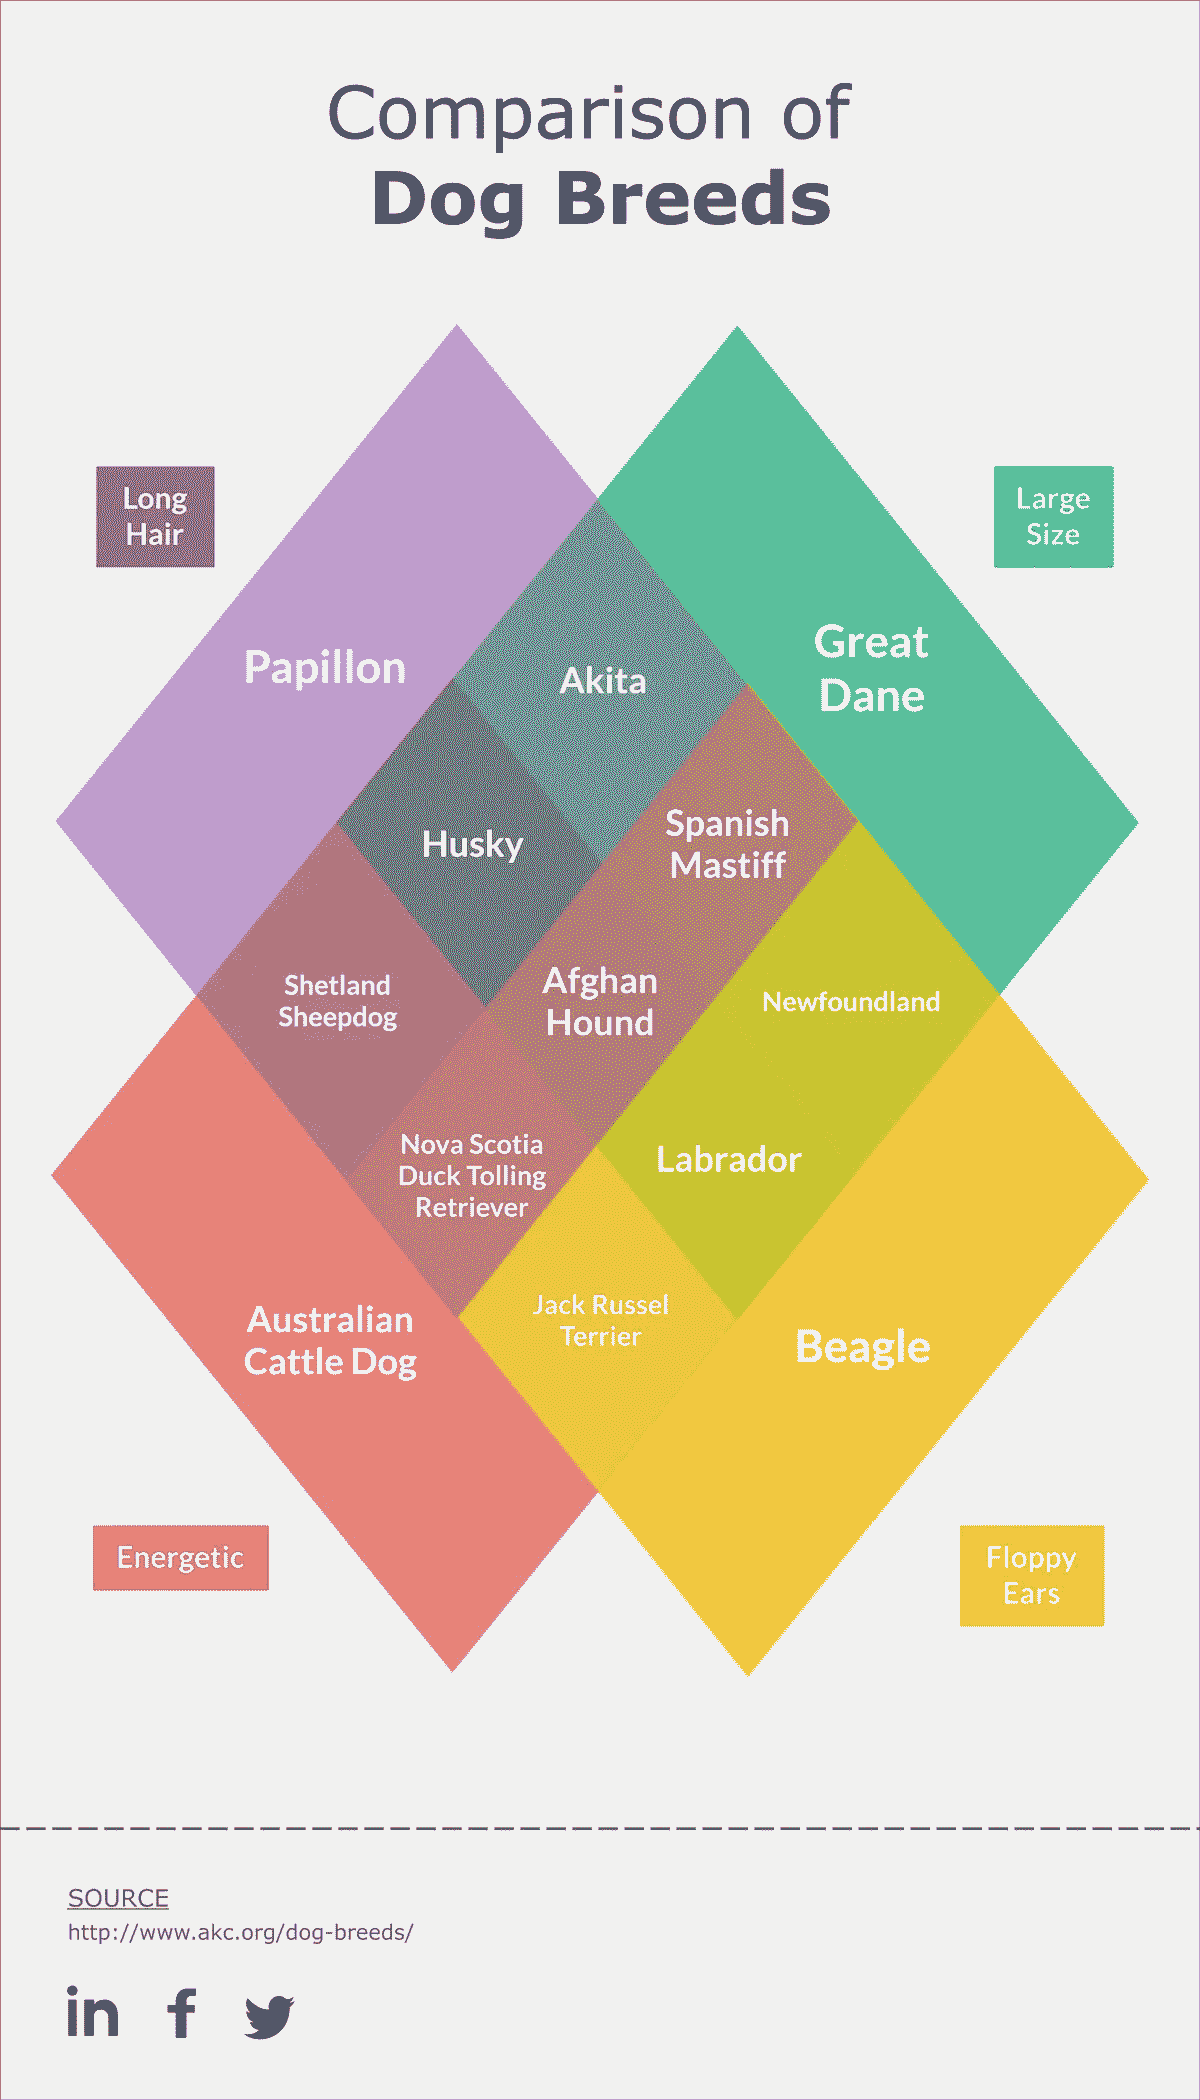 Comparison of
Dog Breeds
Long
Hair
Large
Size
Papillon
Akita
Great
Dane
Husky
Spanish
Mastiff
Shetland
Sheepdog
Afghan
Hound
Newfoundland
Nova Scotia
Duck Tolling
Retriever
Labrador
Jack Russel
Terrier
Australian
Cattle Dog
Beagle
Energetic
Floppy
Ears
SOURCE
http://www.akc.org/dog-breeds/
in f